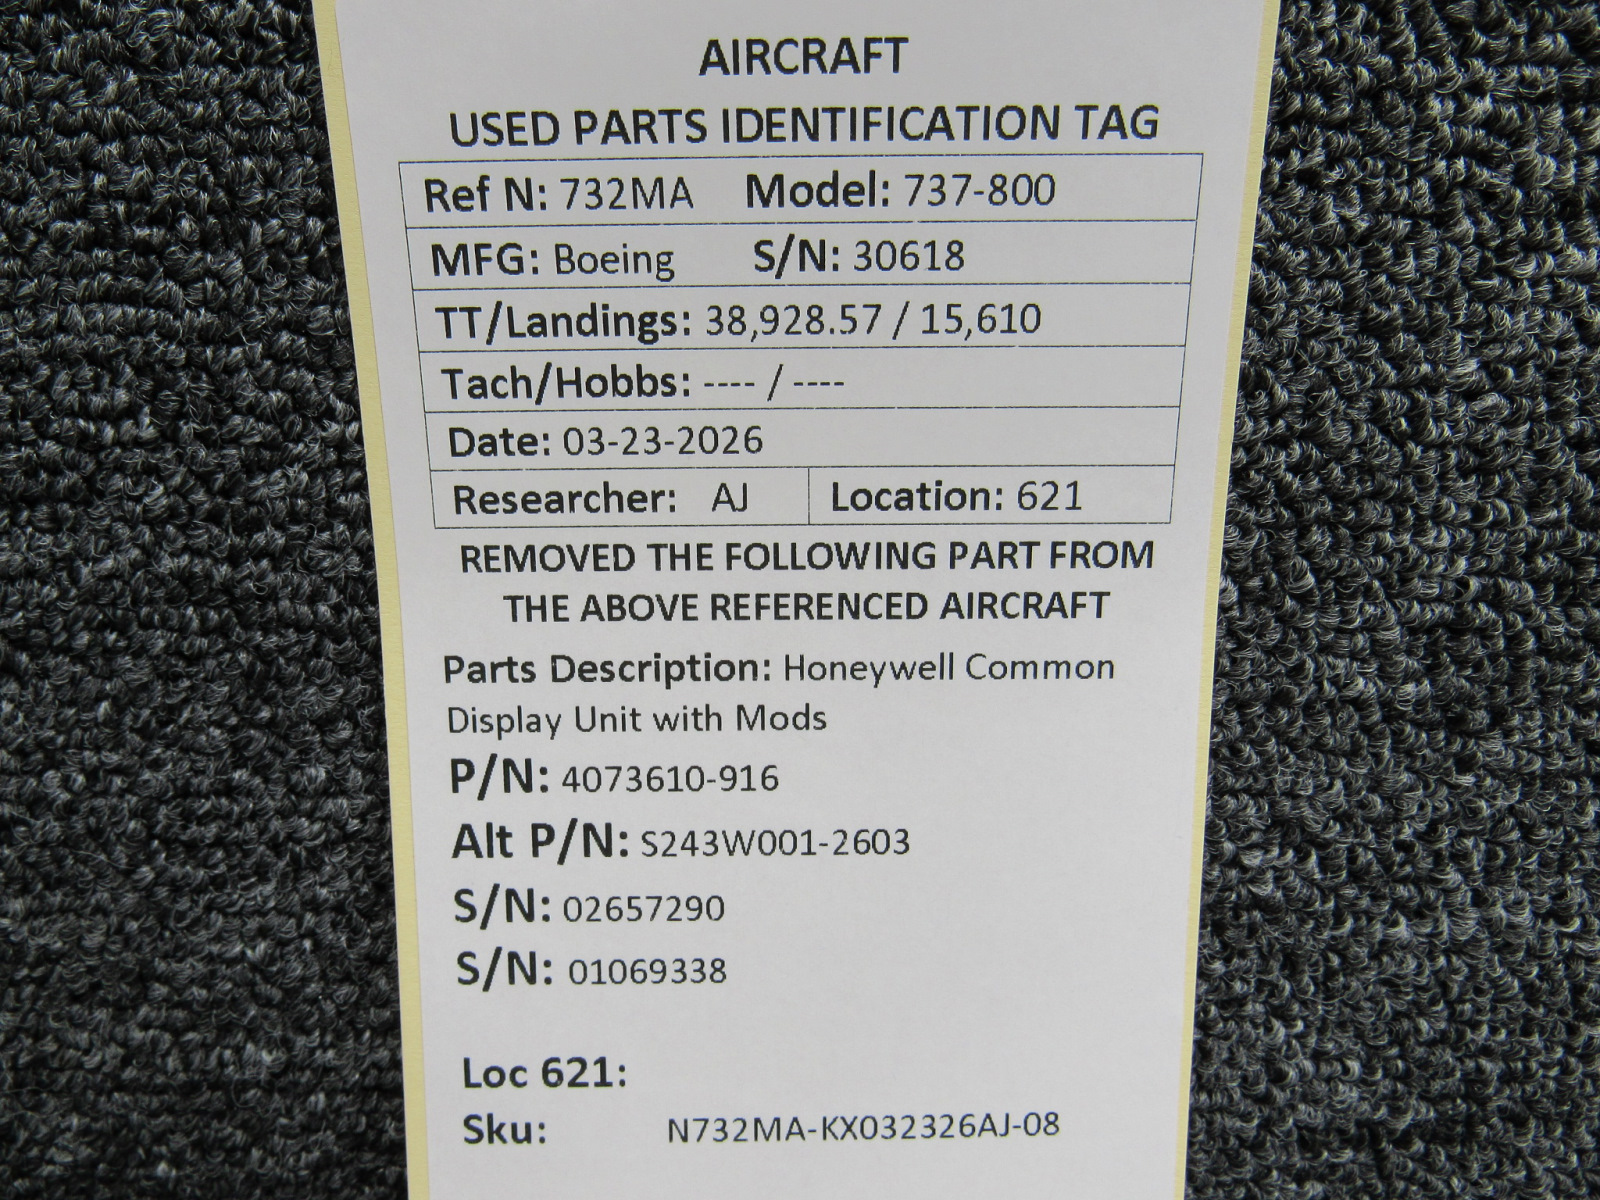 AIRCRAFT
USED PARTS IDENTIFICATION TAG
Ref N: 732MA Model: 737-800
MFG: Boeing S/N: 30618
TT/Landings: 38,928.57 / 15,610
Tach/Hobbs: ---- / ----
Date: 03-23-2026
Researcher: AJ Location: 621
REMOVED THE FOLLOWING PART FROM
THE ABOVE REFERENCED AIRCRAFT
Parts Description: Honeywell Common
Display Unit with Mods
P/N: 4073610-916
Alt P/N: S243W001-2603
S/N: 02657290
S/N: 01069338
Loc 621:
Sku: N732MA-KX032326AJ-08